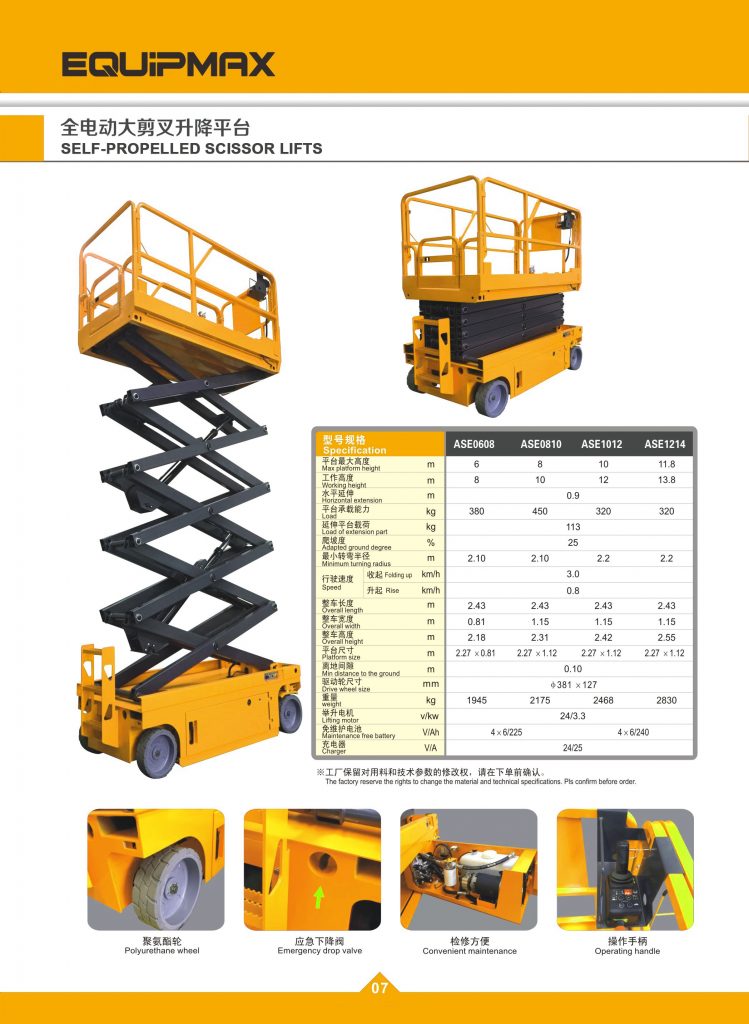 EQUIPMAX
全电动大剪叉升降平台
SELF-PROPELLED SCISSOR LIFTS
型号规格 ASE0608 ASE0810 ASE1012 ASE1214
Specification
平台最大高度 m 6 8 10 11.8
Max platform height
工作高度 m 8 10 12 13.8
Working height
水平延伸 m 0.9
Horizontal extension
平台承载能力 kg 380 450 320 320
Load
延伸平台载荷 kg 113
Load of extension part
爬坡度 % 25
Adapted ground degree
最小转弯半径 m 2.10 2.10 2.2 2.2
Minimum turning radius
行驶速度 收起 Folding up km/h 3.0
Speed 升起 Rise km/h 0.8
整车长度 m 2.43 2.43 2.43 2.43
Overall length
整车宽度 m 0.81 1.15 1.15 1.15
Overall width
整车高度 m 2.18 2.31 2.42 2.55
Overall height
平台尺寸 m 2.27 ×0.81 2.27 ×1.12 2.27 ×1.12 2.27 ×1.12
Platform size
离地间隙 m 0.10
Min distance to the ground
驱动轮尺寸 mm φ381 ×127
Drive wheel size
重量 kg 1945 2175 2468 2830
weight
举升电机 v/kw 24/3.3
Lifting motor
免维护电池 V/Ah 4×6/225 4×6/240
Maintenance free battery
充电器 V/A 24/25
Charger
※工厂保留对用料和技术参数的修改权，请在下单前确认。
The factory reserve the rights to change the material and technical specifications. Pls confirm before order.
聚氨酯轮
Polyurethane wheel
应急下降阀
Emergency drop valve
检修方便
Convenient maintenance
操作手柄
Operating handle
07